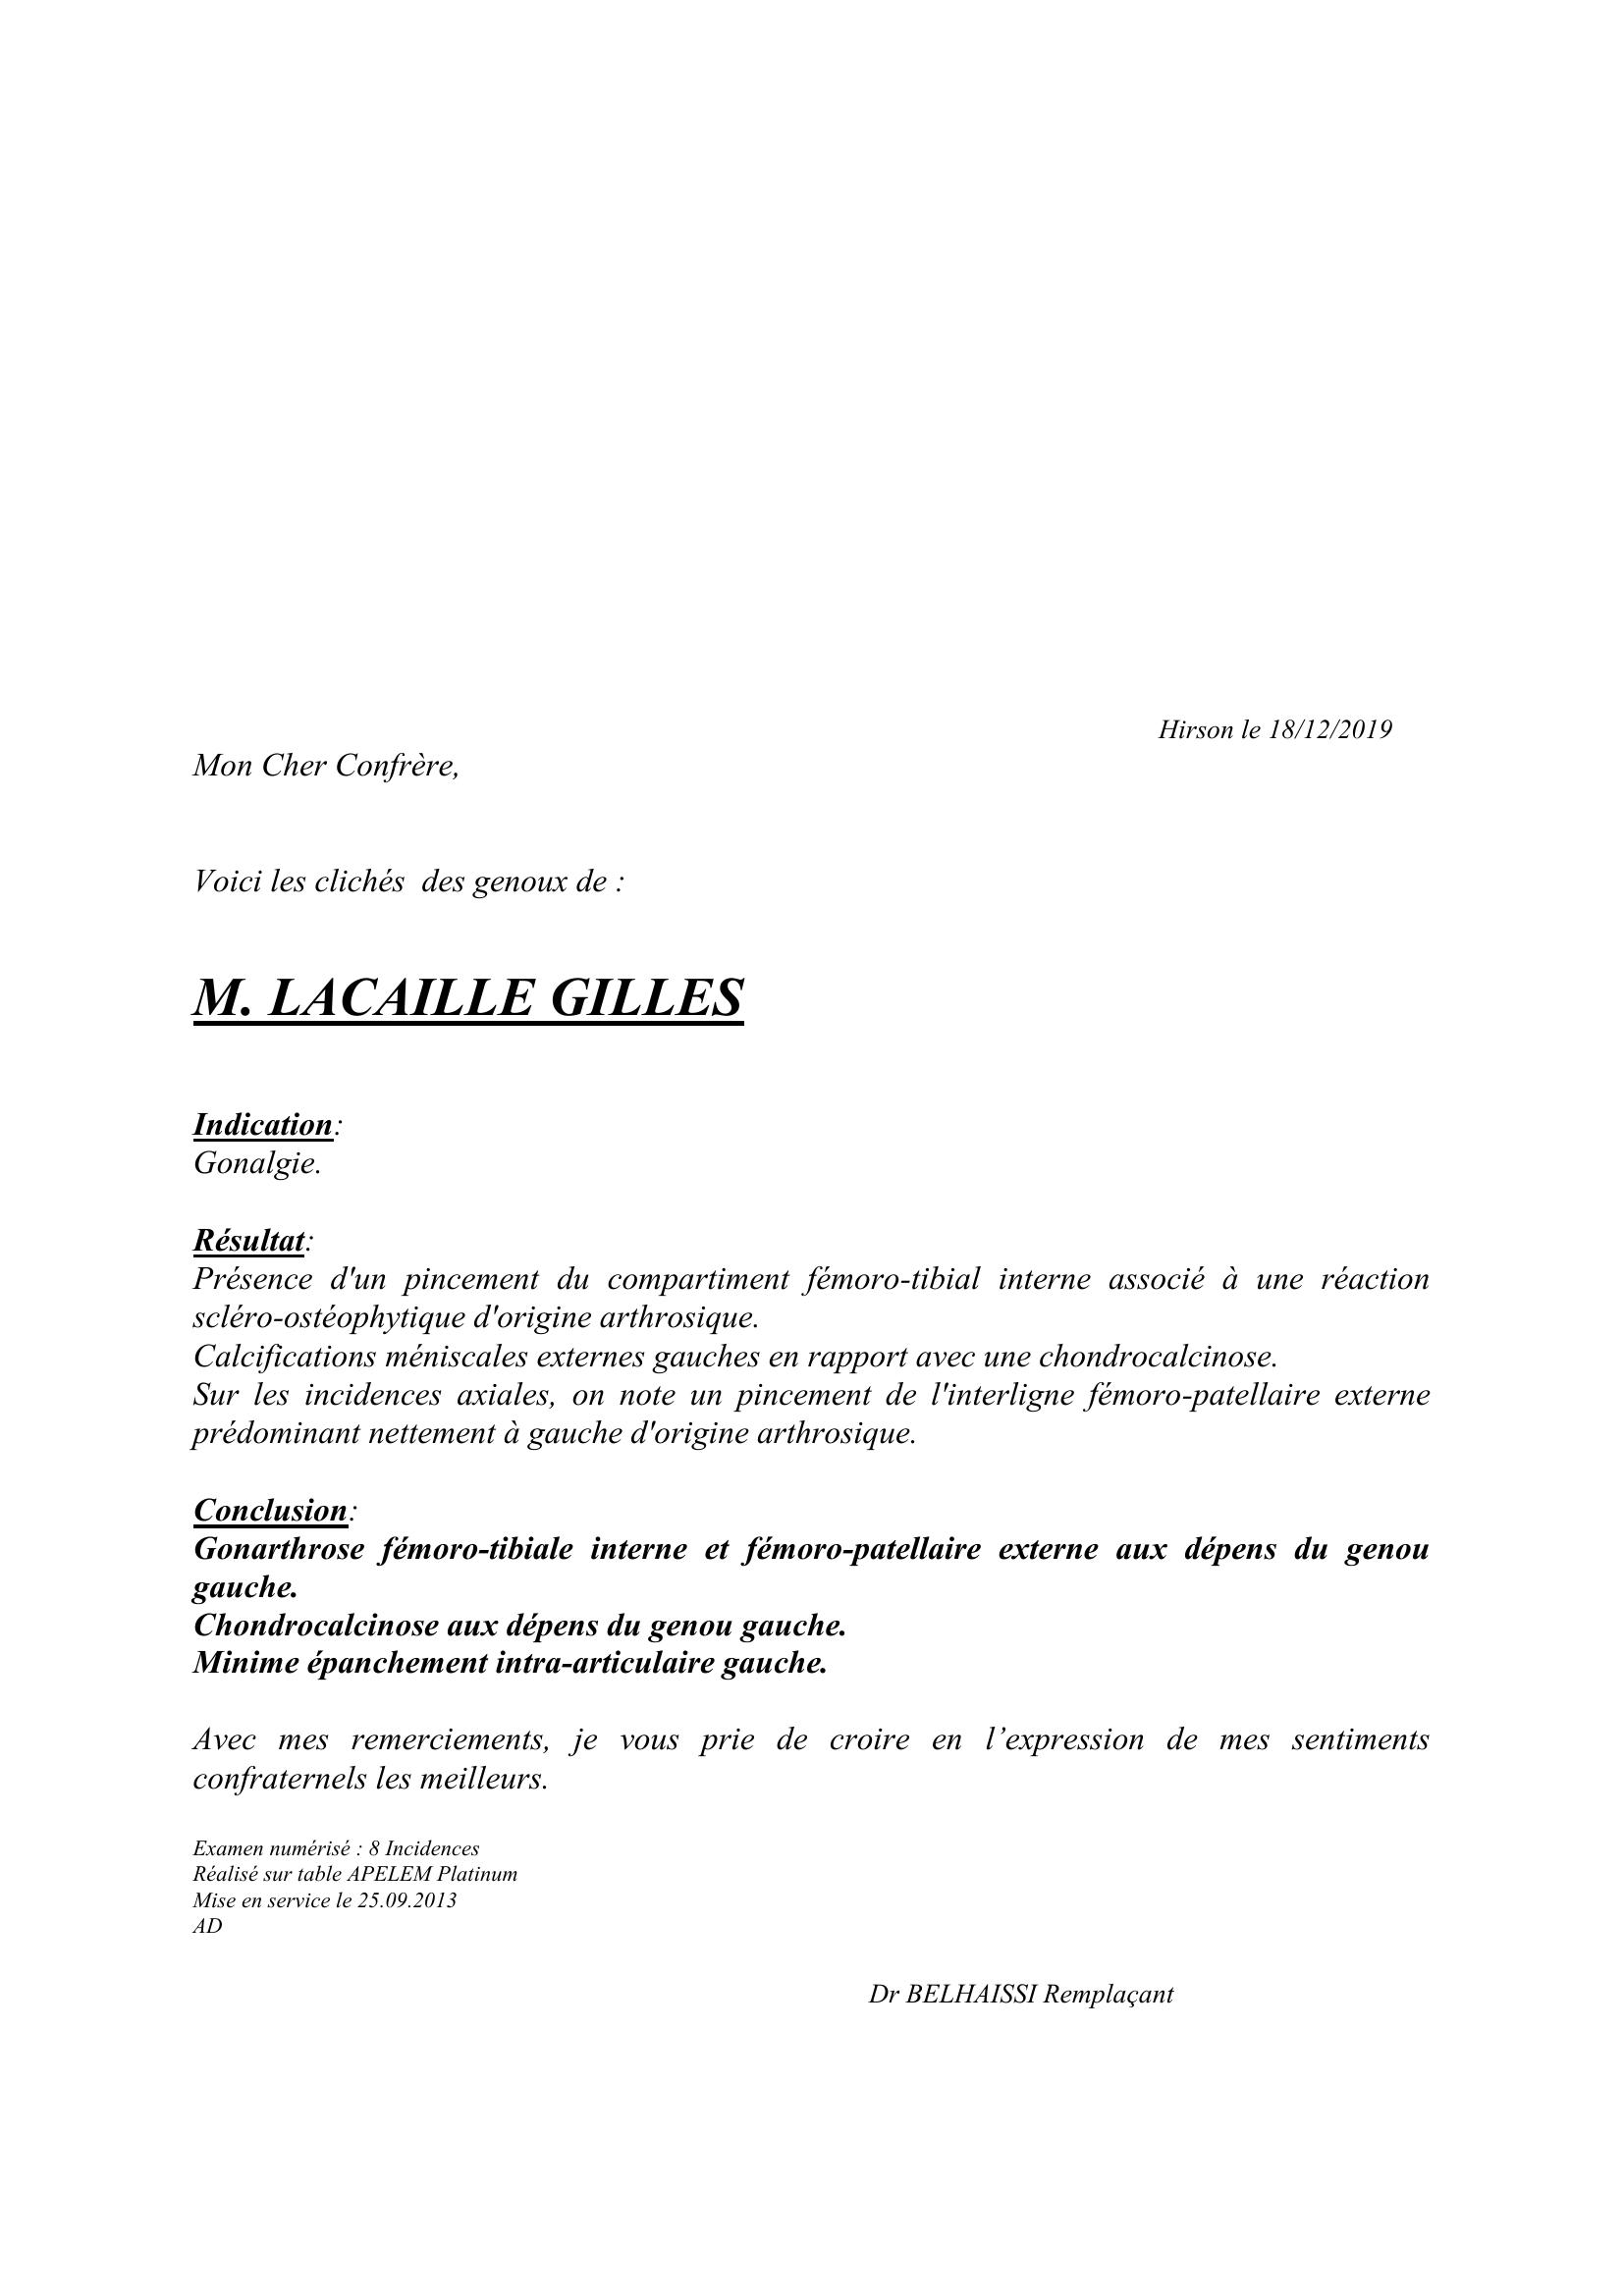 Hirson le 18/12/2019
Mon Cher Confrère,
Voici les clichés des genoux de :
M. LACAILLE GILLES
Indication:
Gonalgie.
Résultat:
Présence d'un pincement du compartiment fémoro-tibial interne associé à une réaction
scléro-ostéophytique d'origine arthrosique.
Calcifications méniscales externes gauches en rapport avec une chondrocalcinose.
Sur les incidences axiales, on note un pincement de l'interligne fémoro-patellaire externe
prédominant nettement à gauche d'origine arthrosique.
Conclusion:
Gonarthrose fémoro-tibiale interne et fémoro-patellaire externe aux dépens du genou
gauche.
Chondrocalcinose aux dépens du genou gauche.
Minime épanchement intra-articulaire gauche.
Avec mes remerciements, je vous prie de croire en l’expression de mes sentiments
confraternels les meilleurs.
Examen numérisé : 8 Incidences
Réalisé sur table APELEM Platinum
Mise en service le 25.09.2013
AD
Dr BELHAISSI Remplaçant